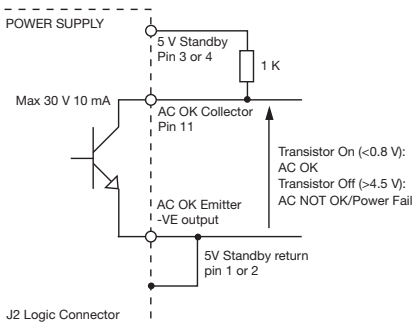 POWER SUPPLY
5 V Standby
Pin 3 or 4
1 K
Max 30 V 10 mA
AC OK Collector
Pin 11
Transistor On (<0.8 V):
AC OK
Transistor Off (>4.5 V):
AC NOT OK/Power Fail
AC OK Emitter
-VE output
5V Standby return
pin 1 or 2
J2 Logic Connector